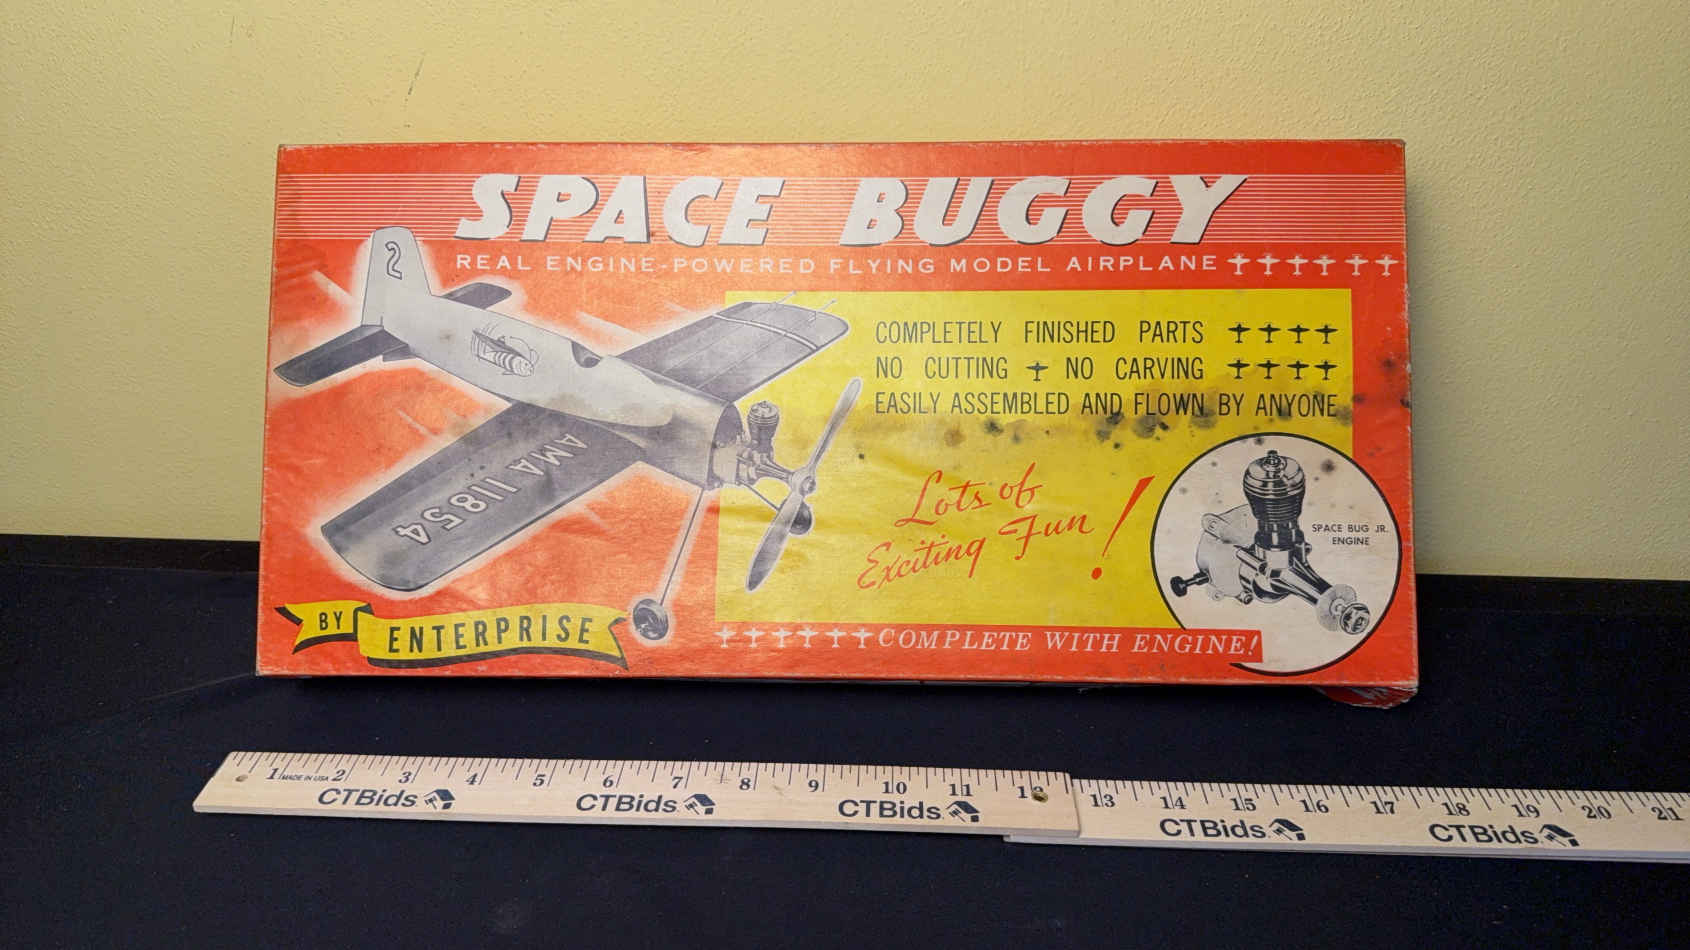 SPACE BUGGY
REAL ENGINE-POWERED FLYING MODEL AIRPLANE
2
COMPLETELY FINISHED PARTS
NO CUTTING NO CARVING
EASILY ASSEMBLED AND FLOWN BY ANYONE
AMA 11854
Lots of
Exciting Fun!
SPACE BUG JR.
ENGINE
BY ENTERPRISE
COMPLETE WITH ENGINE!
1 MADE IN USA 2 3 4 5 6 7 8 9 10 11 12 13 14 15 16 17 18 19 20 21
CTBids CTBids CTBids CTBids CTBids